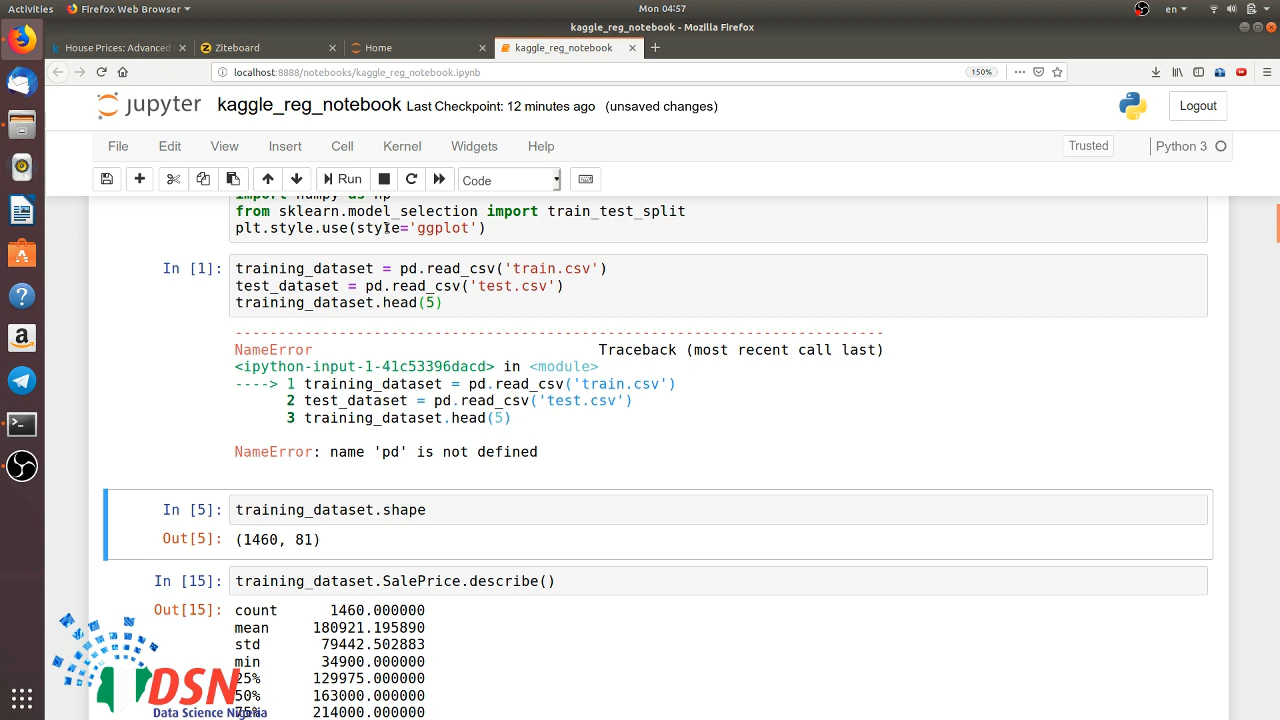 Activities Firefox Web Browser Mon 04:57 en
kaggle_reg_notebook - Mozilla Firefox
House Prices: Advanced Ziteboard Home kaggle_reg_notebook
localhost:8888/notebooks/kaggle_reg_notebook.ipynb 150%
jupyter kaggle_reg_notebook Last Checkpoint: 12 minutes ago (unsaved changes) Logout
File Edit View Insert Cell Kernel Widgets Help Trusted Python 3
Run Code
import numpy as np
from sklearn.model_selection import train_test_split
plt.style.use(style='ggplot')
In [1]: training_dataset = pd.read_csv('train.csv')
test_dataset = pd.read_csv('test.csv')
training_dataset.head(5)
---------------------------------------------------------------------------
NameError Traceback (most recent call last)
<ipython-input-1-41c53396dacd> in <module>
----> 1 training_dataset = pd.read_csv('train.csv')
2 test_dataset = pd.read_csv('test.csv')
3 training_dataset.head(5)
NameError: name 'pd' is not defined
In [5]: training_dataset.shape
Out[5]: (1460, 81)
In [15]: training_dataset.SalePrice.describe()
Out[15]: count 1460.000000
mean 180921.195890
std 79442.502883
min 34900.000000
25% 129975.000000
50% 163000.000000
75% 214000.000000
DSN
Data Science Nigeria